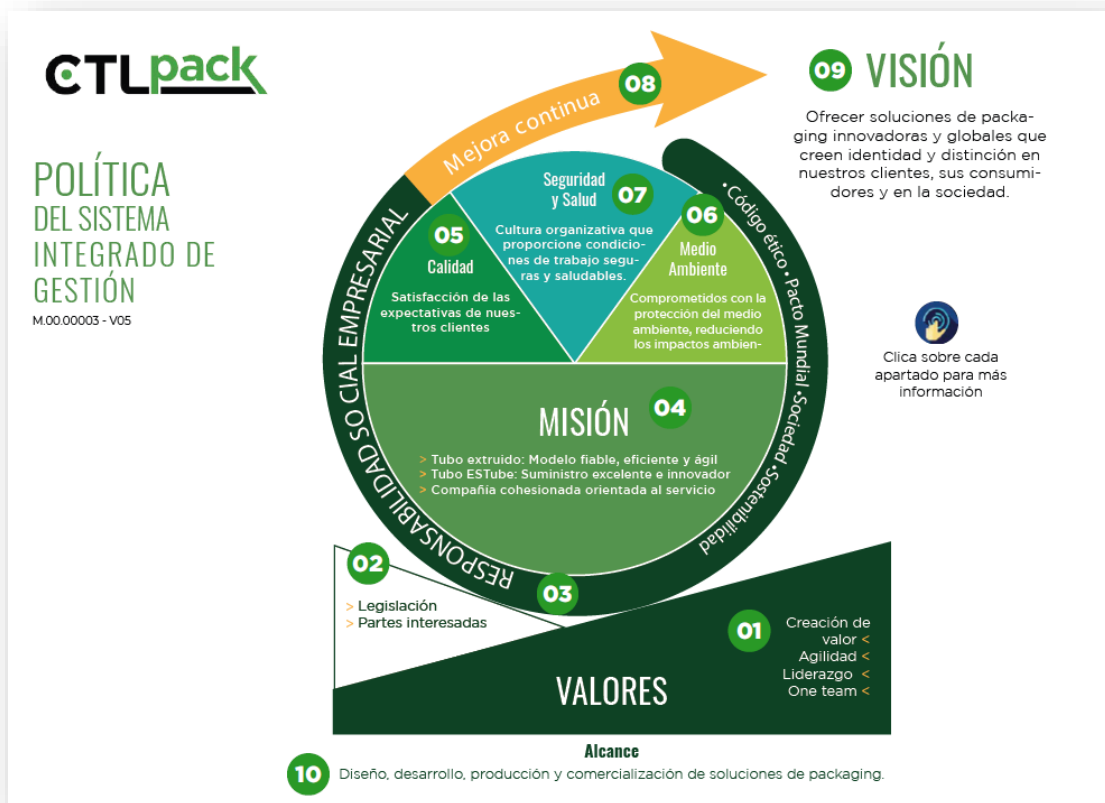 CTLpack
POLÍTICA
DEL SISTEMA
INTEGRADO DE
GESTIÓN
M.00.00003 - V05
Mejora continua
08
09 VISIÓN
Ofrecer soluciones de packa-
ging innovadoras y globales que
creen identidad y distinción en
nuestros clientes, sus consumi-
dores y en la sociedad.
Clica sobre cada
apartado para más
información
05
Calidad
Satisfacción de las
expectativas de nues-
tros clientes
Seguridad
y Salud
07
Cultura organizativa que
proporcione condicio-
nes de trabajo segu-
ras y saludables.
06
Medio
Ambiente
Comprometidos con la
protección del medio
ambiente, reduciendo
los impactos ambien-
• Código ético • Pacto Mundial • Sociedad • Sostenibilidad
MISIÓN 04
> Tubo extruido: Modelo fiable, eficiente y ágil
> Tubo ESTube: Suministro excelente e innovador
> Compañía cohesionada orientada al servicio
RESPONSABILIDAD SO CIAL EMPRESARIAL
03
02
> Legislación
> Partes interesadas
01
Creación de
valor <
Agilidad <
Liderazgo <
One team <
VALORES
Alcance
10 Diseño, desarrollo, producción y comercialización de soluciones de packaging.